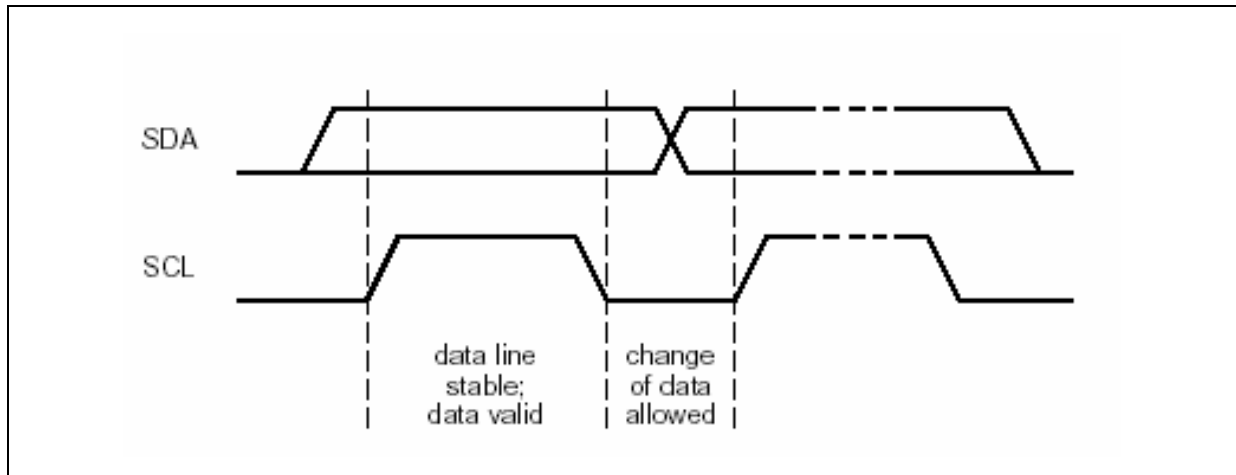 SDA
SCL
data line
stable;
data valid
change
of data
allowed